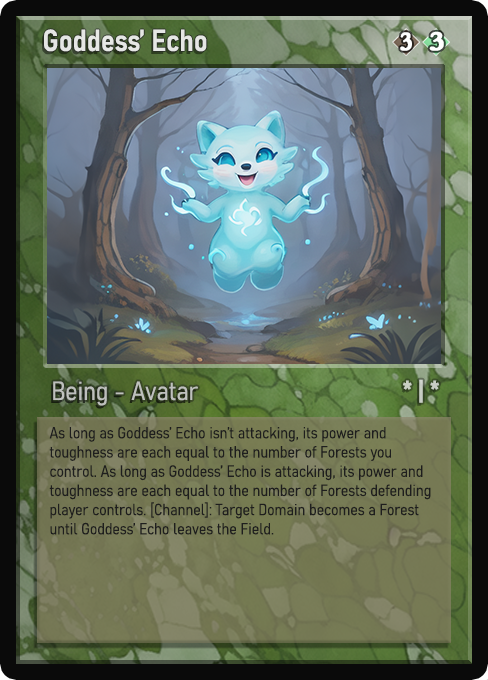 Goddess' Echo 3 3
Being - Avatar *|*
As long as Goddess' Echo isn't attacking, its power and
toughness are each equal to the number of Forests you
control. As long as Goddess' Echo is attacking, its power and
toughness are each equal to the number of Forests defending
player controls. [Channel]: Target Domain becomes a Forest
until Goddess' Echo leaves the Field.